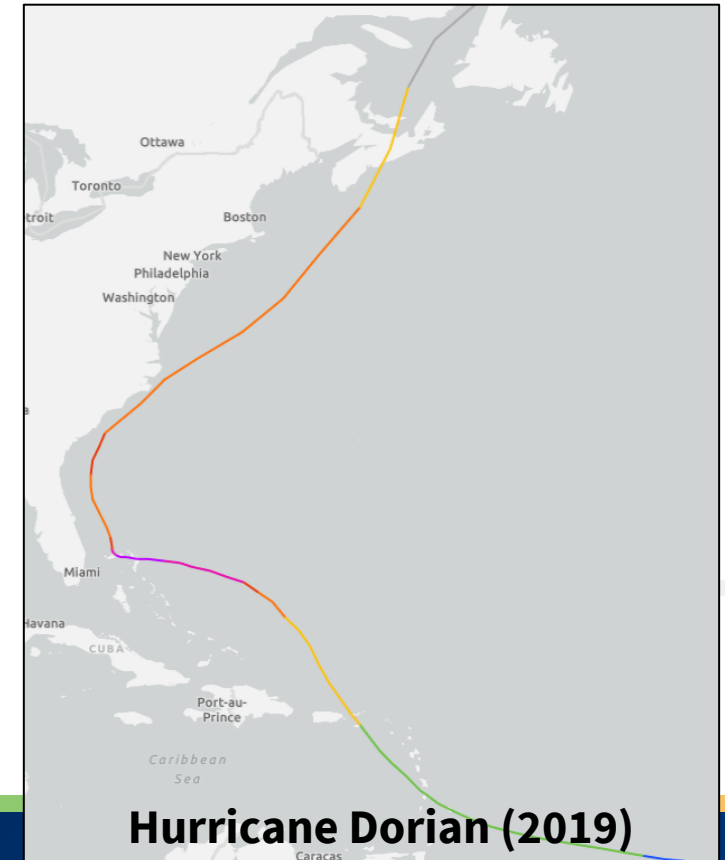 Ottawa
Toronto
troit
Boston
New York
Philadelphia
Washington
a
Miami
Havana
CUBA
Port-au-
Prince
Caribbean
Sea
Hurricane Dorian (2019)
Caracas